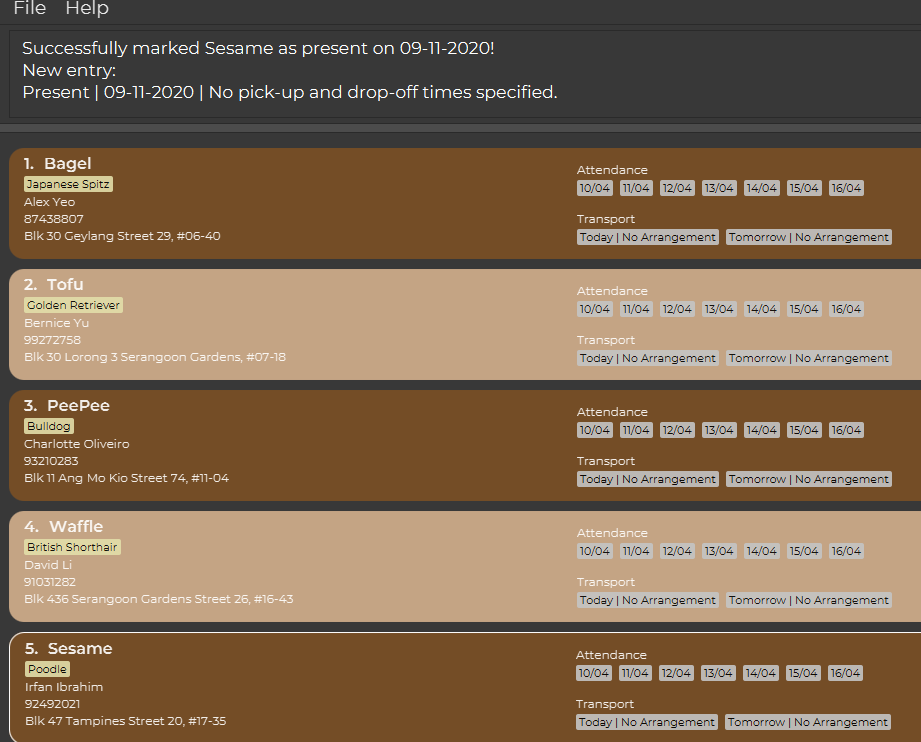 File Help
Successfully marked Sesame as present on 09-11-2020!
New entry:
Present | 09-11-2020 | No pick-up and drop-off times specified.
1. Bagel
Japanese Spitz
Alex Yeo
87438807
Blk 30 Geylang Street 29, #06-40
Attendance
10/04 11/04 12/04 13/04 14/04 15/04 16/04
Transport
Today | No Arrangement Tomorrow | No Arrangement
2. Tofu
Golden Retriever
Bernice Yu
99272758
Blk 30 Lorong 3 Serangoon Gardens, #07-18
Attendance
10/04 11/04 12/04 13/04 14/04 15/04 16/04
Transport
Today | No Arrangement Tomorrow | No Arrangement
3. PeePee
Bulldog
Charlotte Oliveiro
93210283
Blk 11 Ang Mo Kio Street 74, #11-04
Attendance
10/04 11/04 12/04 13/04 14/04 15/04 16/04
Transport
Today | No Arrangement Tomorrow | No Arrangement
4. Waffle
British Shorthair
David Li
91031282
Blk 436 Serangoon Gardens Street 26, #16-43
Attendance
10/04 11/04 12/04 13/04 14/04 15/04 16/04
Transport
Today | No Arrangement Tomorrow | No Arrangement
5. Sesame
Poodle
Irfan Ibrahim
92492021
Blk 47 Tampines Street 20, #17-35
Attendance
10/04 11/04 12/04 13/04 14/04 15/04 16/04
Transport
Today | No Arrangement Tomorrow | No Arrangement